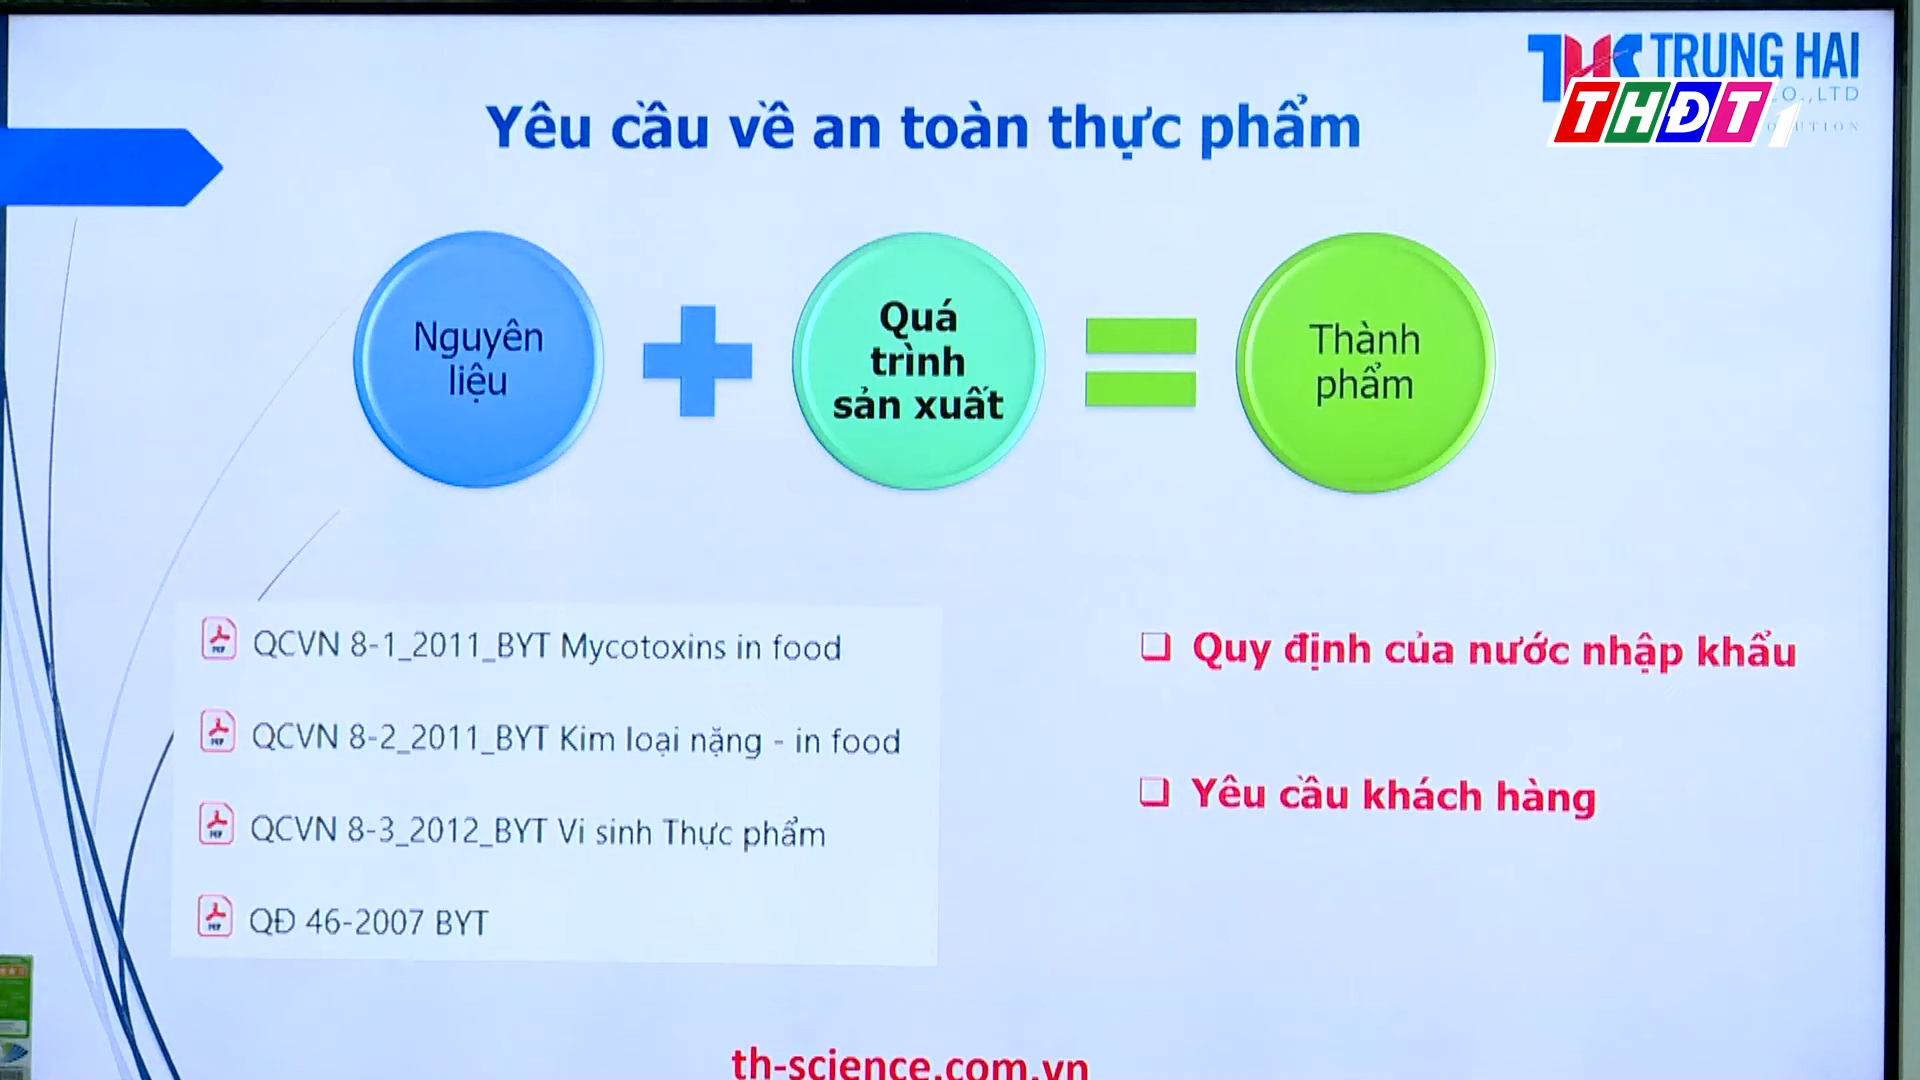 TRUNG HAI
CO.,LTD
THĐT1
Yêu cầu về an toàn thực phẩm
Nguyên
liệu
Quá
trình
sản xuất
Thành
phẩm
QCVN 8-1_2011_BYT Mycotoxins in food
QCVN 8-2_2011_BYT Kim loại nặng - in food
QCVN 8-3_2012_BYT Vi sinh Thực phẩm
QĐ 46-2007 BYT
Quy định của nước nhập khẩu
Yêu cầu khách hàng
th-science.com.vn